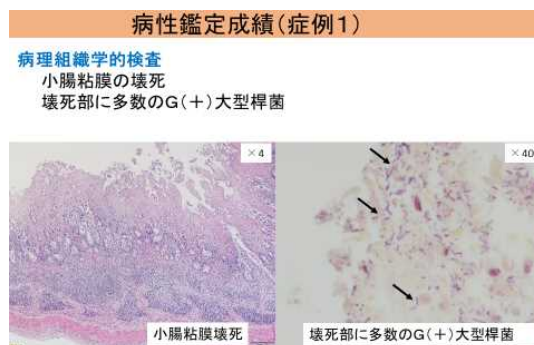 病性鑑定成績(症例1)
病理組織学的検査
小腸粘膜の壊死
壊死部に多数のG(+)大型桿菌
×4
×40
小腸粘膜壊死
壊死部に多数のG(+)大型桿菌